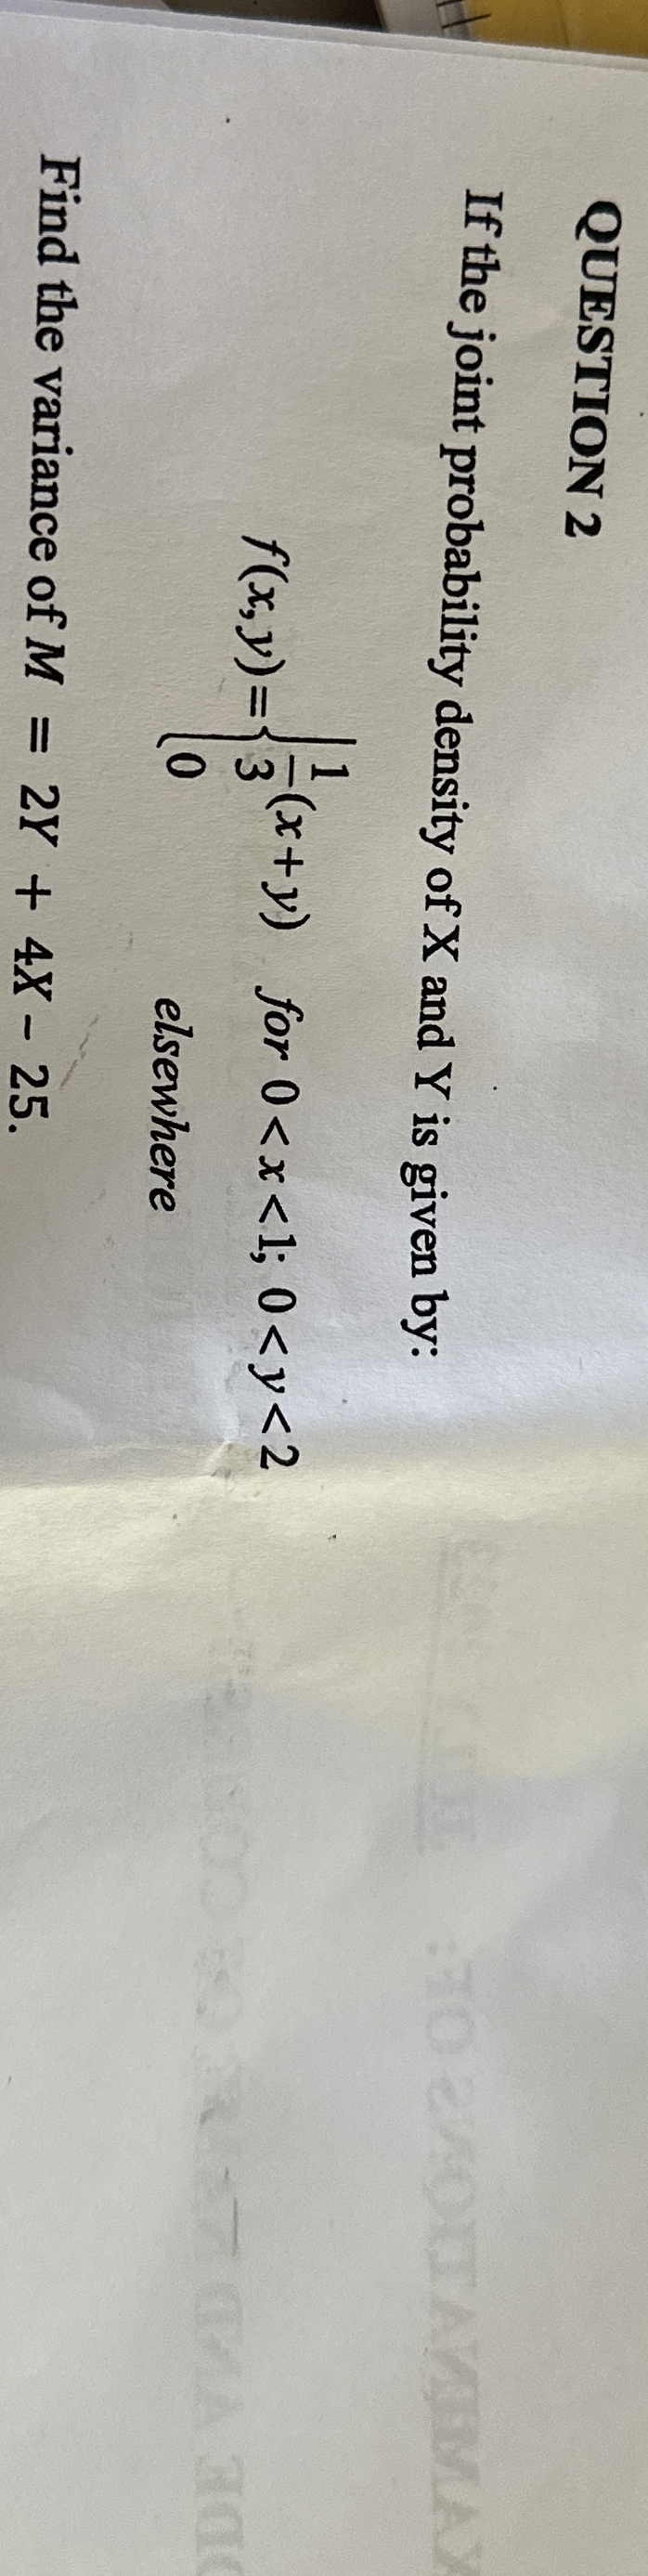 QUESTION 2
If the joint probability density of X and Y is given by:
f(x,y)={ 1/3 (x+y) for 0<x<1; 0<y<2
0 elsewhere
Find the variance of M = 2Y + 4X – 25.